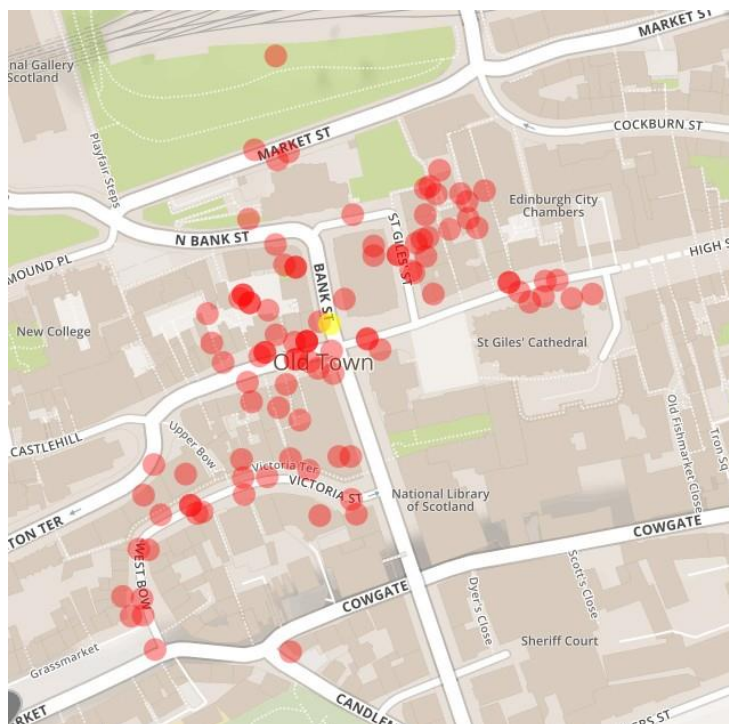 nal Gallery
Scotland
MARKET ST
COCKBURN ST
Playfair Steps
MARKET ST
Edinburgh City
Chambers
N BANK ST
ST GILES' ST
HIGH S
MOUND PL
BANK ST
New College
St Giles' Cathedral
Old Town
CASTLEHILL
Upper Bow
Old Fishmarket Close
Tron Sq
Victoria Ter
VICTORIA ST
National Library
of Scotland
TON TER
COWGATE
WEST BOW
COWGATE
Dyer's Close
Scott's Close
Sheriff Court
Grassmarket
RKET
CANDLEM
ERS ST